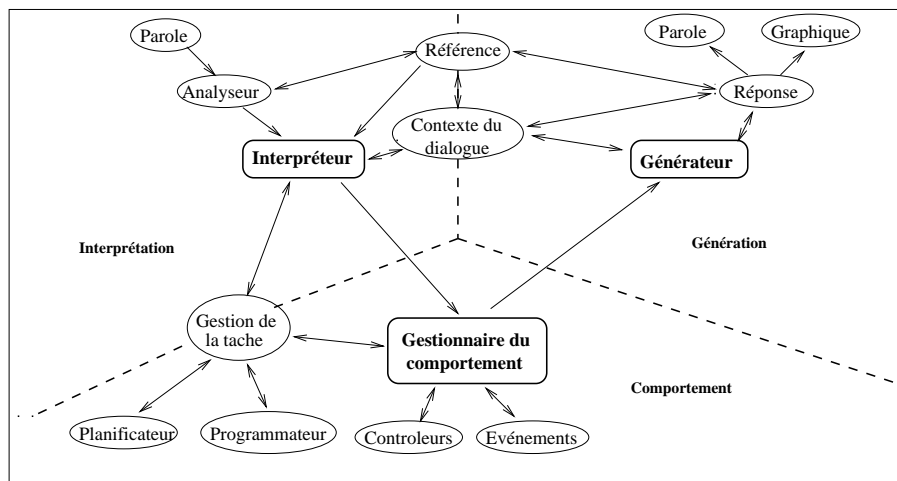 Parole
Référence
Parole
Graphique
Analyseur
Réponse
Contexte du
dialogue
Interpréteur
Générateur
Interprétation
Génération
Gestion de
la tache
Gestionnaire du
comportement
Comportement
Planificateur
Programmateur
Controleurs
Evénements